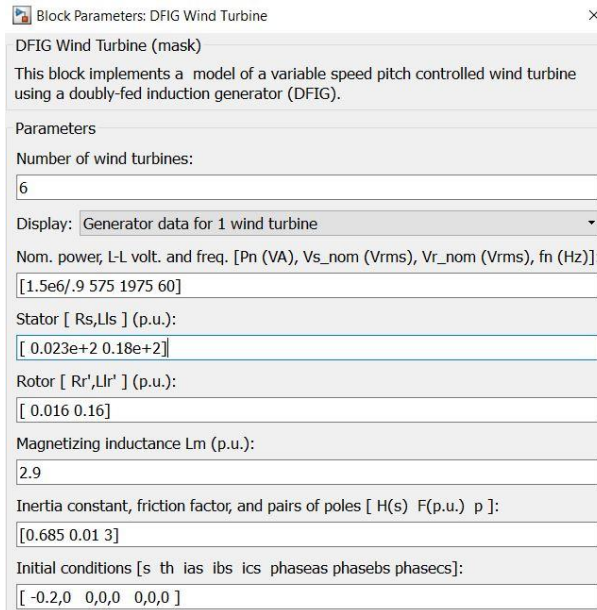 Block Parameters: DFIG Wind Turbine
DFIG Wind Turbine (mask)
This block implements a model of a variable speed pitch controlled wind turbine
using a doubly-fed induction generator (DFIG).
Parameters
Number of wind turbines:
6
Display: Generator data for 1 wind turbine
Nom. power, L-L volt. and freq. [Pn (VA), Vs_nom (Vrms), Vr_nom (Vrms), fn (Hz)]:
[1.5e6/.9 575 1975 60]
Stator [ Rs,Lls ] (p.u.):
[ 0.023e+2 0.18e+2]
Rotor [ Rr',Llr' ] (p.u.):
[ 0.016 0.16]
Magnetizing inductance Lm (p.u.):
2.9
Inertia constant, friction factor, and pairs of poles [ H(s) F(p.u.) p ]:
[0.685 0.01 3]
Initial conditions [s th ias ibs ics phaseas phasebs phasecs]:
[ -0.2,0 0,0,0 0,0,0 ]